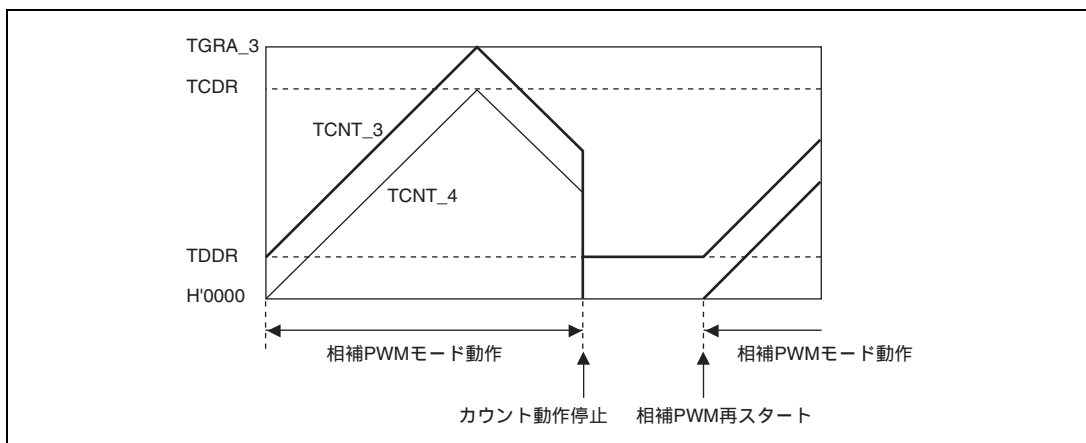 TGRA_3
TCDR
TCNT_3
TCNT_4
TDDR
H'0000
相補PWMモード動作
相補PWMモード動作
カウント動作停止
相補PWM再スタート